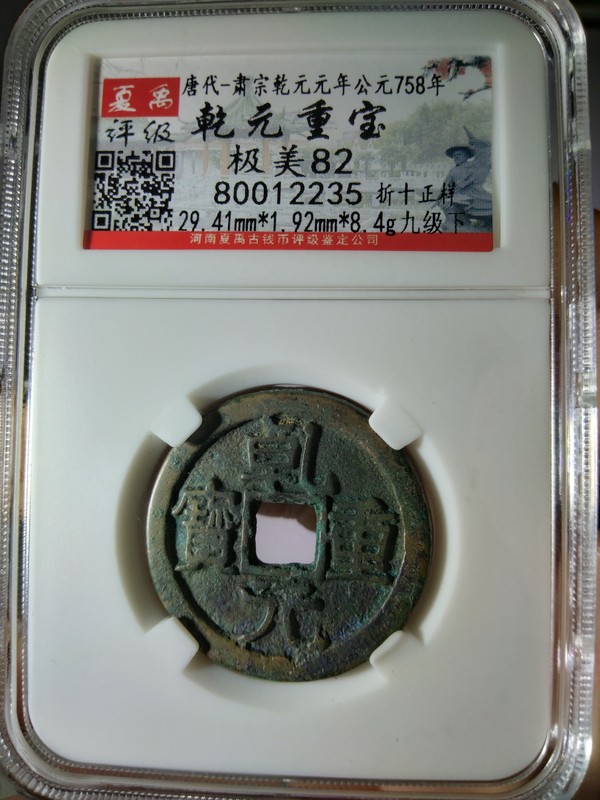 唐代-肃宗乾元元年公元758年
夏禹
评级
乾元重宝
极美82
80012235 折十正样
29.41mm*1.92mm*8.4g九级下
河南夏禹古钱币评级鉴定公司
乾元重寶